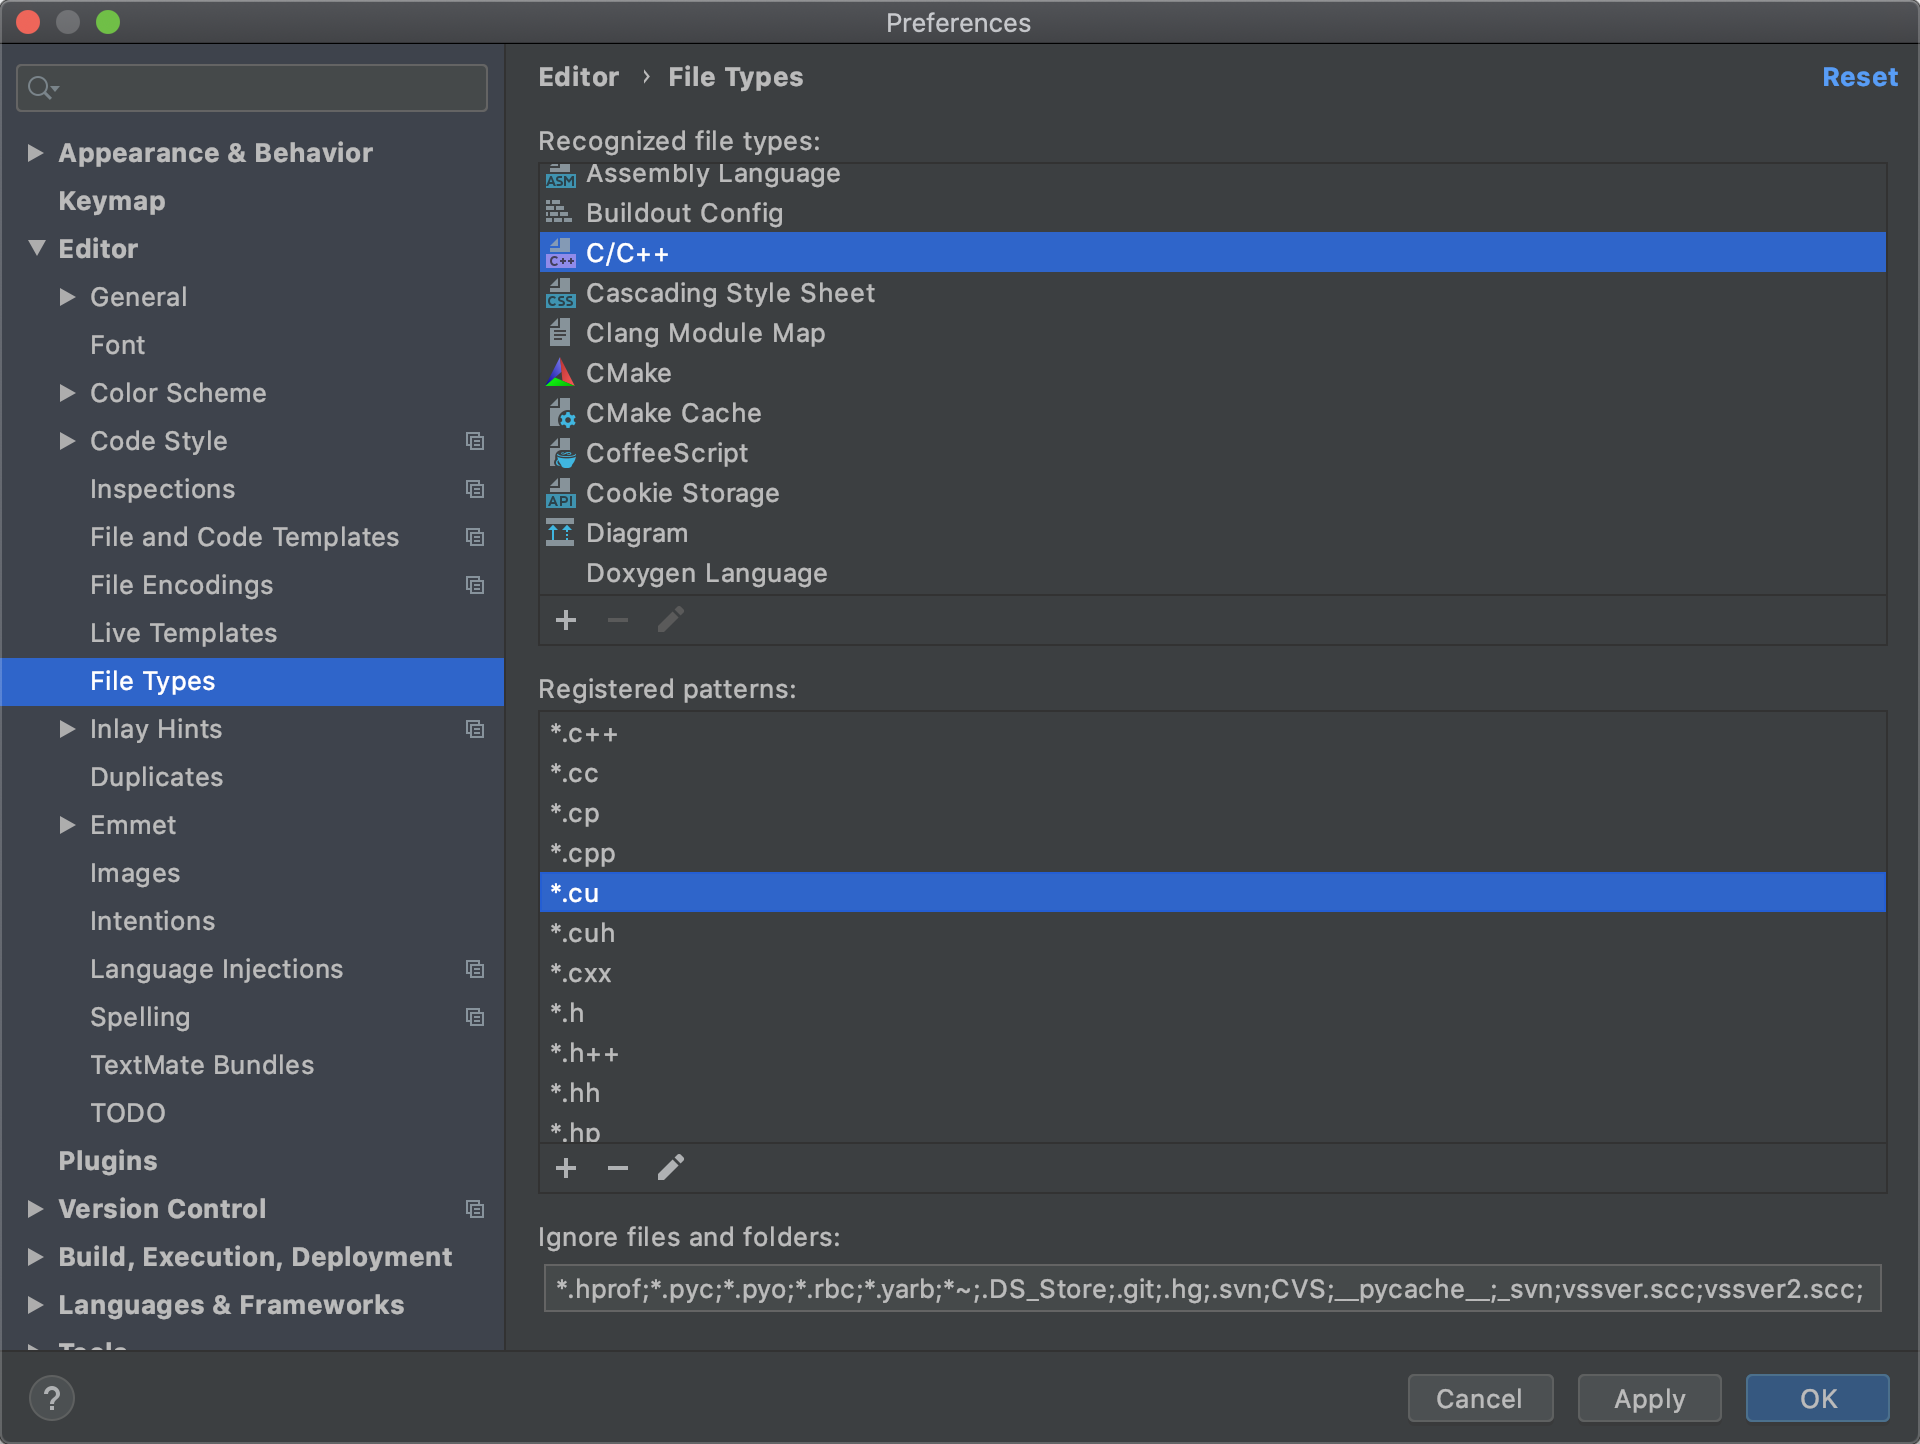 Preferences
Appearance & Behavior
Keymap
Editor
General
Font
Color Scheme
Code Style
Inspections
File and Code Templates
File Encodings
Live Templates
File Types
Inlay Hints
Duplicates
Emmet
Images
Intentions
Language Injections
Spelling
TextMate Bundles
TODO
Plugins
Version Control
Build, Execution, Deployment
Languages & Frameworks
Tools
Editor › File Types
Reset
Recognized file types:
ASM Assembly Language
Buildout Config
C++ C/C++
CSS Cascading Style Sheet
Clang Module Map
CMake
CMake Cache
CoffeeScript
API Cookie Storage
Diagram
Doxygen Language
Registered patterns:
*.c++
*.cc
*.cp
*.cpp
*.cu
*.cuh
*.cxx
*.h
*.h++
*.hh
*.hp
Ignore files and folders:
*.hprof;*.pyc;*.pyo;*.rbc;*.yarb;*~;.DS_Store;.git;.hg;.svn;CVS;__pycache__;_svn;vssver.scc;vssver2.scc;
?
Cancel
Apply
OK